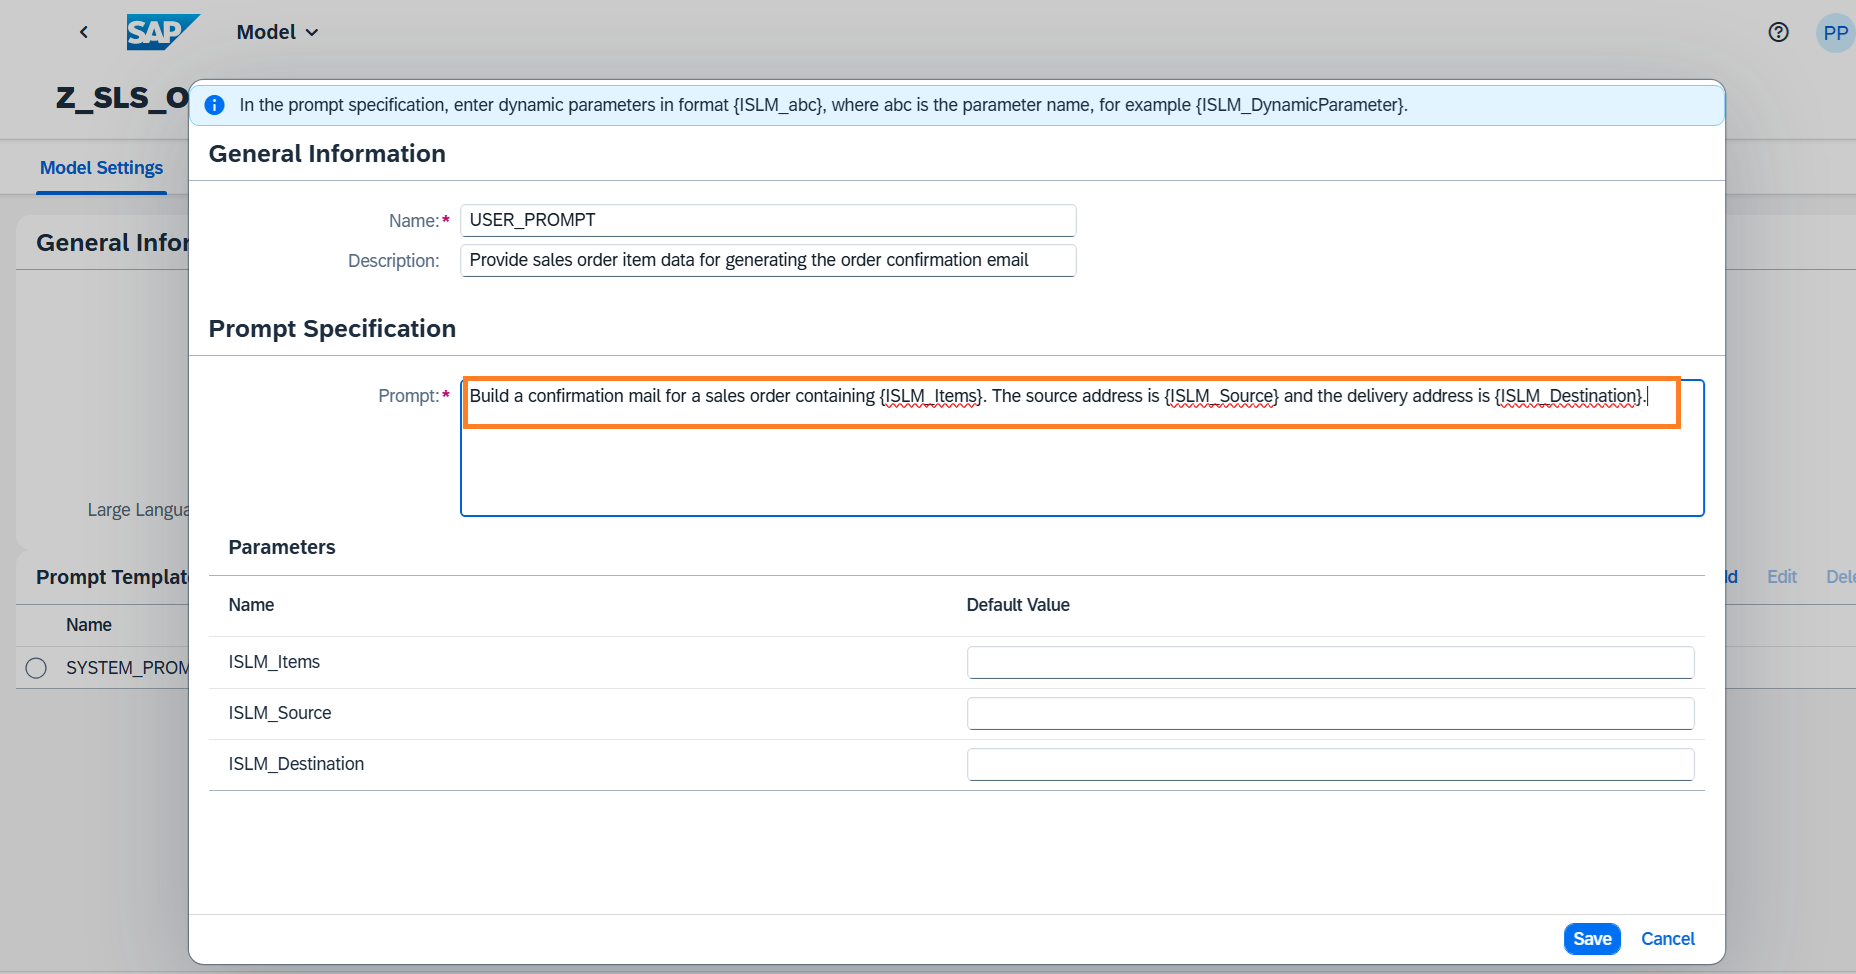 SAP
Model
PP
Z_SLS_O
In the prompt specification, enter dynamic parameters in format {ISLM_abc}, where abc is the parameter name, for example {ISLM_DynamicParameter}.
General Information
Model Settings
Name:* USER_PROMPT
General Infor
Description: Provide sales order item data for generating the order confirmation email
Prompt Specification
Prompt:* Build a confirmation mail for a sales order containing {ISLM_Items}. The source address is {ISLM_Source} and the delivery address is {ISLM_Destination}.
Large Langua
Parameters
Prompt Templat
Edit Dele
Name Default Value
Name
ISLM_Items
SYSTEM_PROM
ISLM_Source
ISLM_Destination
Save Cancel